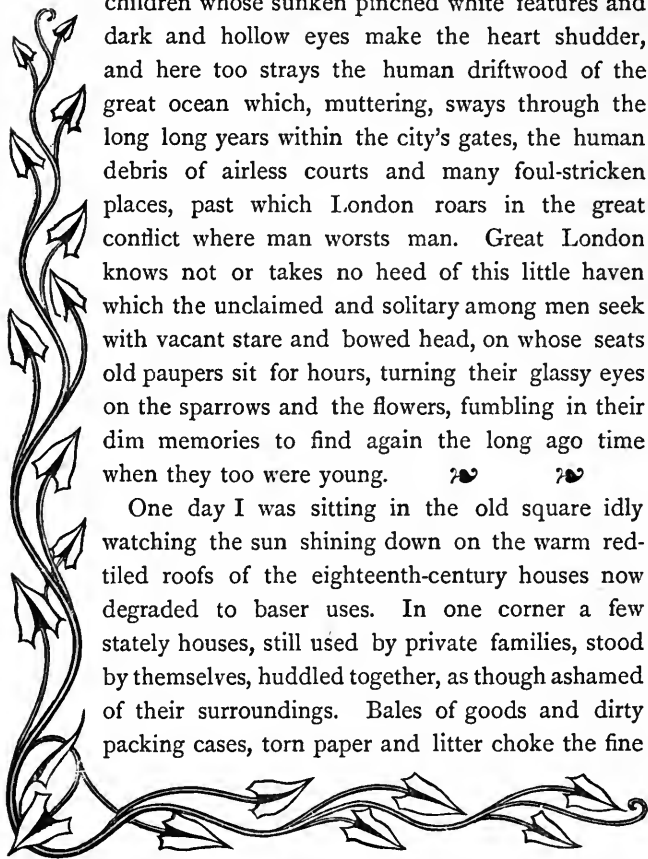 children whose sunken pinched white features and
dark and hollow eyes make the heart shudder,
and here too strays the human driftwood of the
great ocean which, muttering, sways through the
long long years within the city's gates, the human
debris of airless courts and many foul-stricken
places, past which London roars in the great
conflict where man worsts man. Great London
knows not or takes no heed of this little haven
which the unclaimed and solitary among men seek
with vacant stare and bowed head, on whose seats
old paupers sit for hours, turning their glassy eyes
on the sparrows and the flowers, fumbling in their
dim memories to find again the long ago time
when they too were young. ❧ ❧
One day I was sitting in the old square idly
watching the sun shining down on the warm red-
tiled roofs of the eighteenth-century houses now
degraded to baser uses. In one corner a few
stately houses, still used by private families, stood
by themselves, huddled together, as though ashamed
of their surroundings. Bales of goods and dirty
packing cases, torn paper and litter choke the fine